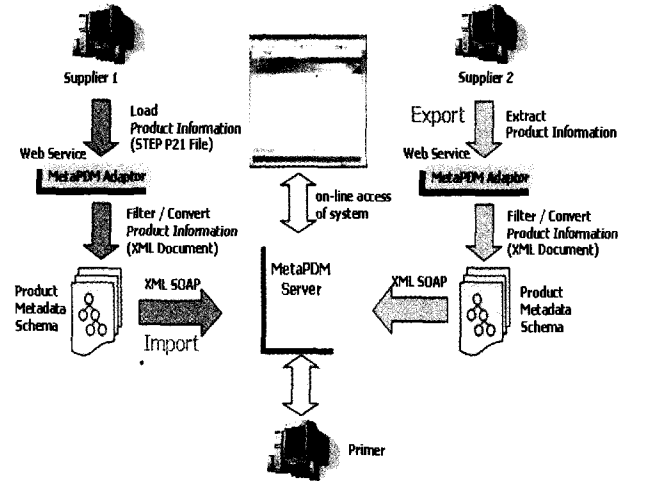 Supplier 1
Load
Product Information
(STEP P21 File)
Web Service
MetaPDM Adaptor
Filter / Convert
Product Information
(XML Document)
Product
Metadata
Schema
XML SOAP
Import
on-line access
of system
MetaPDM
Server
Primer
Supplier 2
Export
Extract
Product Information
Web Service
MetaPDM Adaptor
Filter / Convert
Product Information
(XML Document)
XML SOAP
Product
Metadata
Schema